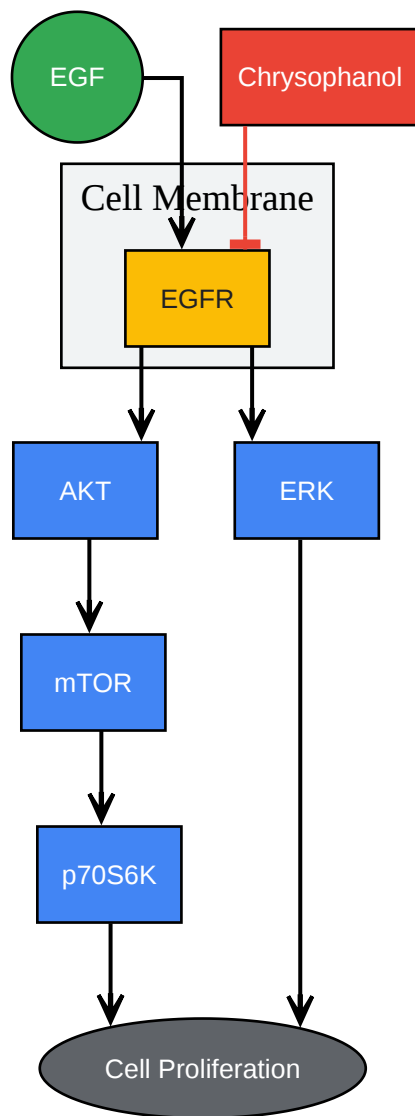 EGF
Chrysophanol
Cell Membrane
EGFR
AKT
ERK
mTOR
p70S6K
Cell Proliferation